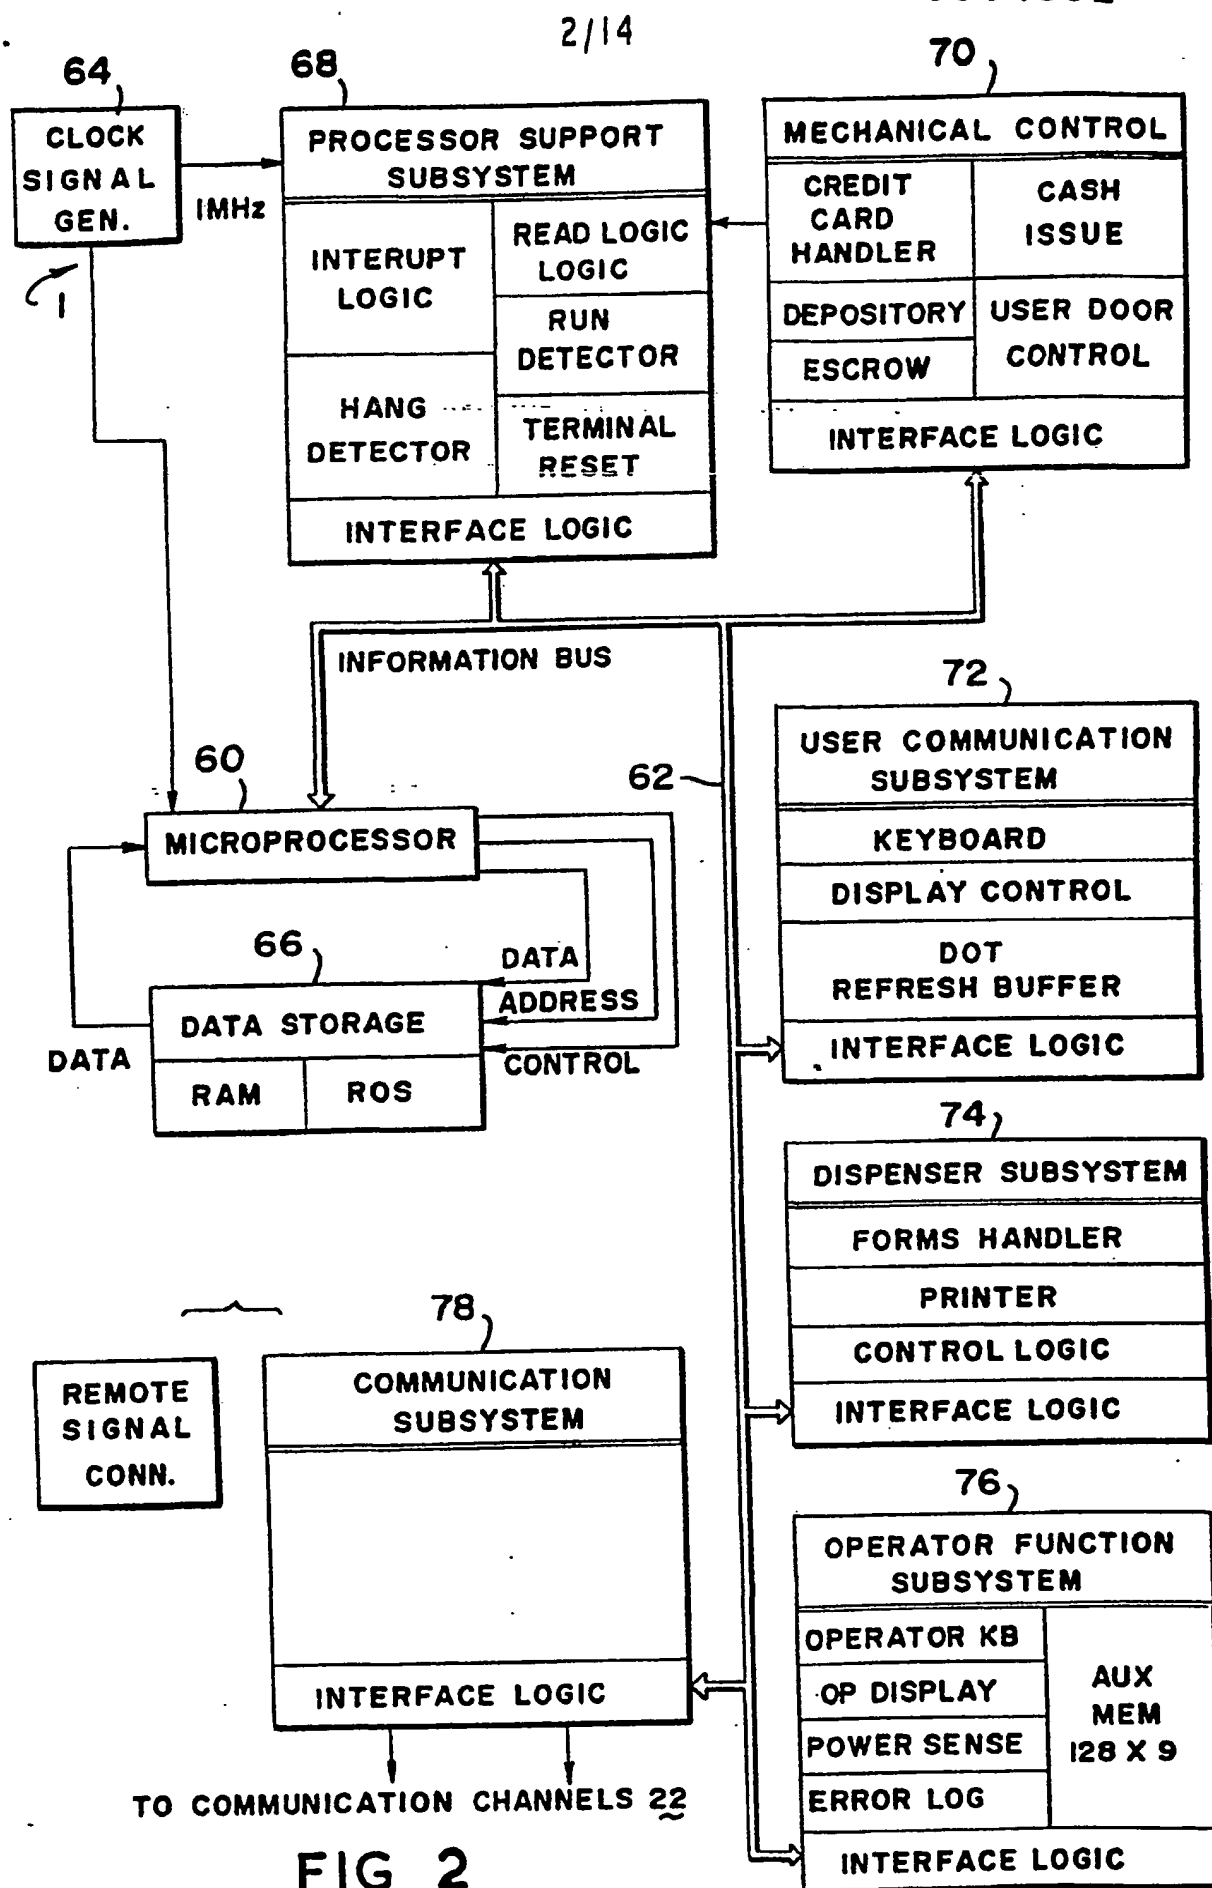 2/14
64
CLOCK
SIGNAL
GEN.
1MHz
1
68
PROCESSOR SUPPORT
SUBSYSTEM
INTERUPT
LOGIC
READ LOGIC
LOGIC
RUN
DETECTOR
HANG
DETECTOR
TERMINAL
RESET
INTERFACE LOGIC
70
MECHANICAL CONTROL
CREDIT
CARD
HANDLER
CASH
ISSUE
DEPOSITORY
ESCROW
USER DOOR
CONTROL
INTERFACE LOGIC
INFORMATION BUS
62
60
MICROPROCESSOR
66
DATA STORAGE
RAM
ROS
DATA
DATA
ADDRESS
CONTROL
72
USER COMMUNICATION
SUBSYSTEM
KEYBOARD
DISPLAY CONTROL
DOT
REFRESH BUFFER
INTERFACE LOGIC
74
DISPENSER SUBSYSTEM
FORMS HANDLER
PRINTER
CONTROL LOGIC
INTERFACE LOGIC
REMOTE
SIGNAL
CONN.
78
COMMUNICATION
SUBSYSTEM
INTERFACE LOGIC
TO COMMUNICATION CHANNELS 22
76
OPERATOR FUNCTION
SUBSYSTEM
OPERATOR KB
OP DISPLAY
POWER SENSE
ERROR LOG
AUX
MEM
128 X 9
INTERFACE LOGIC
FIG 2